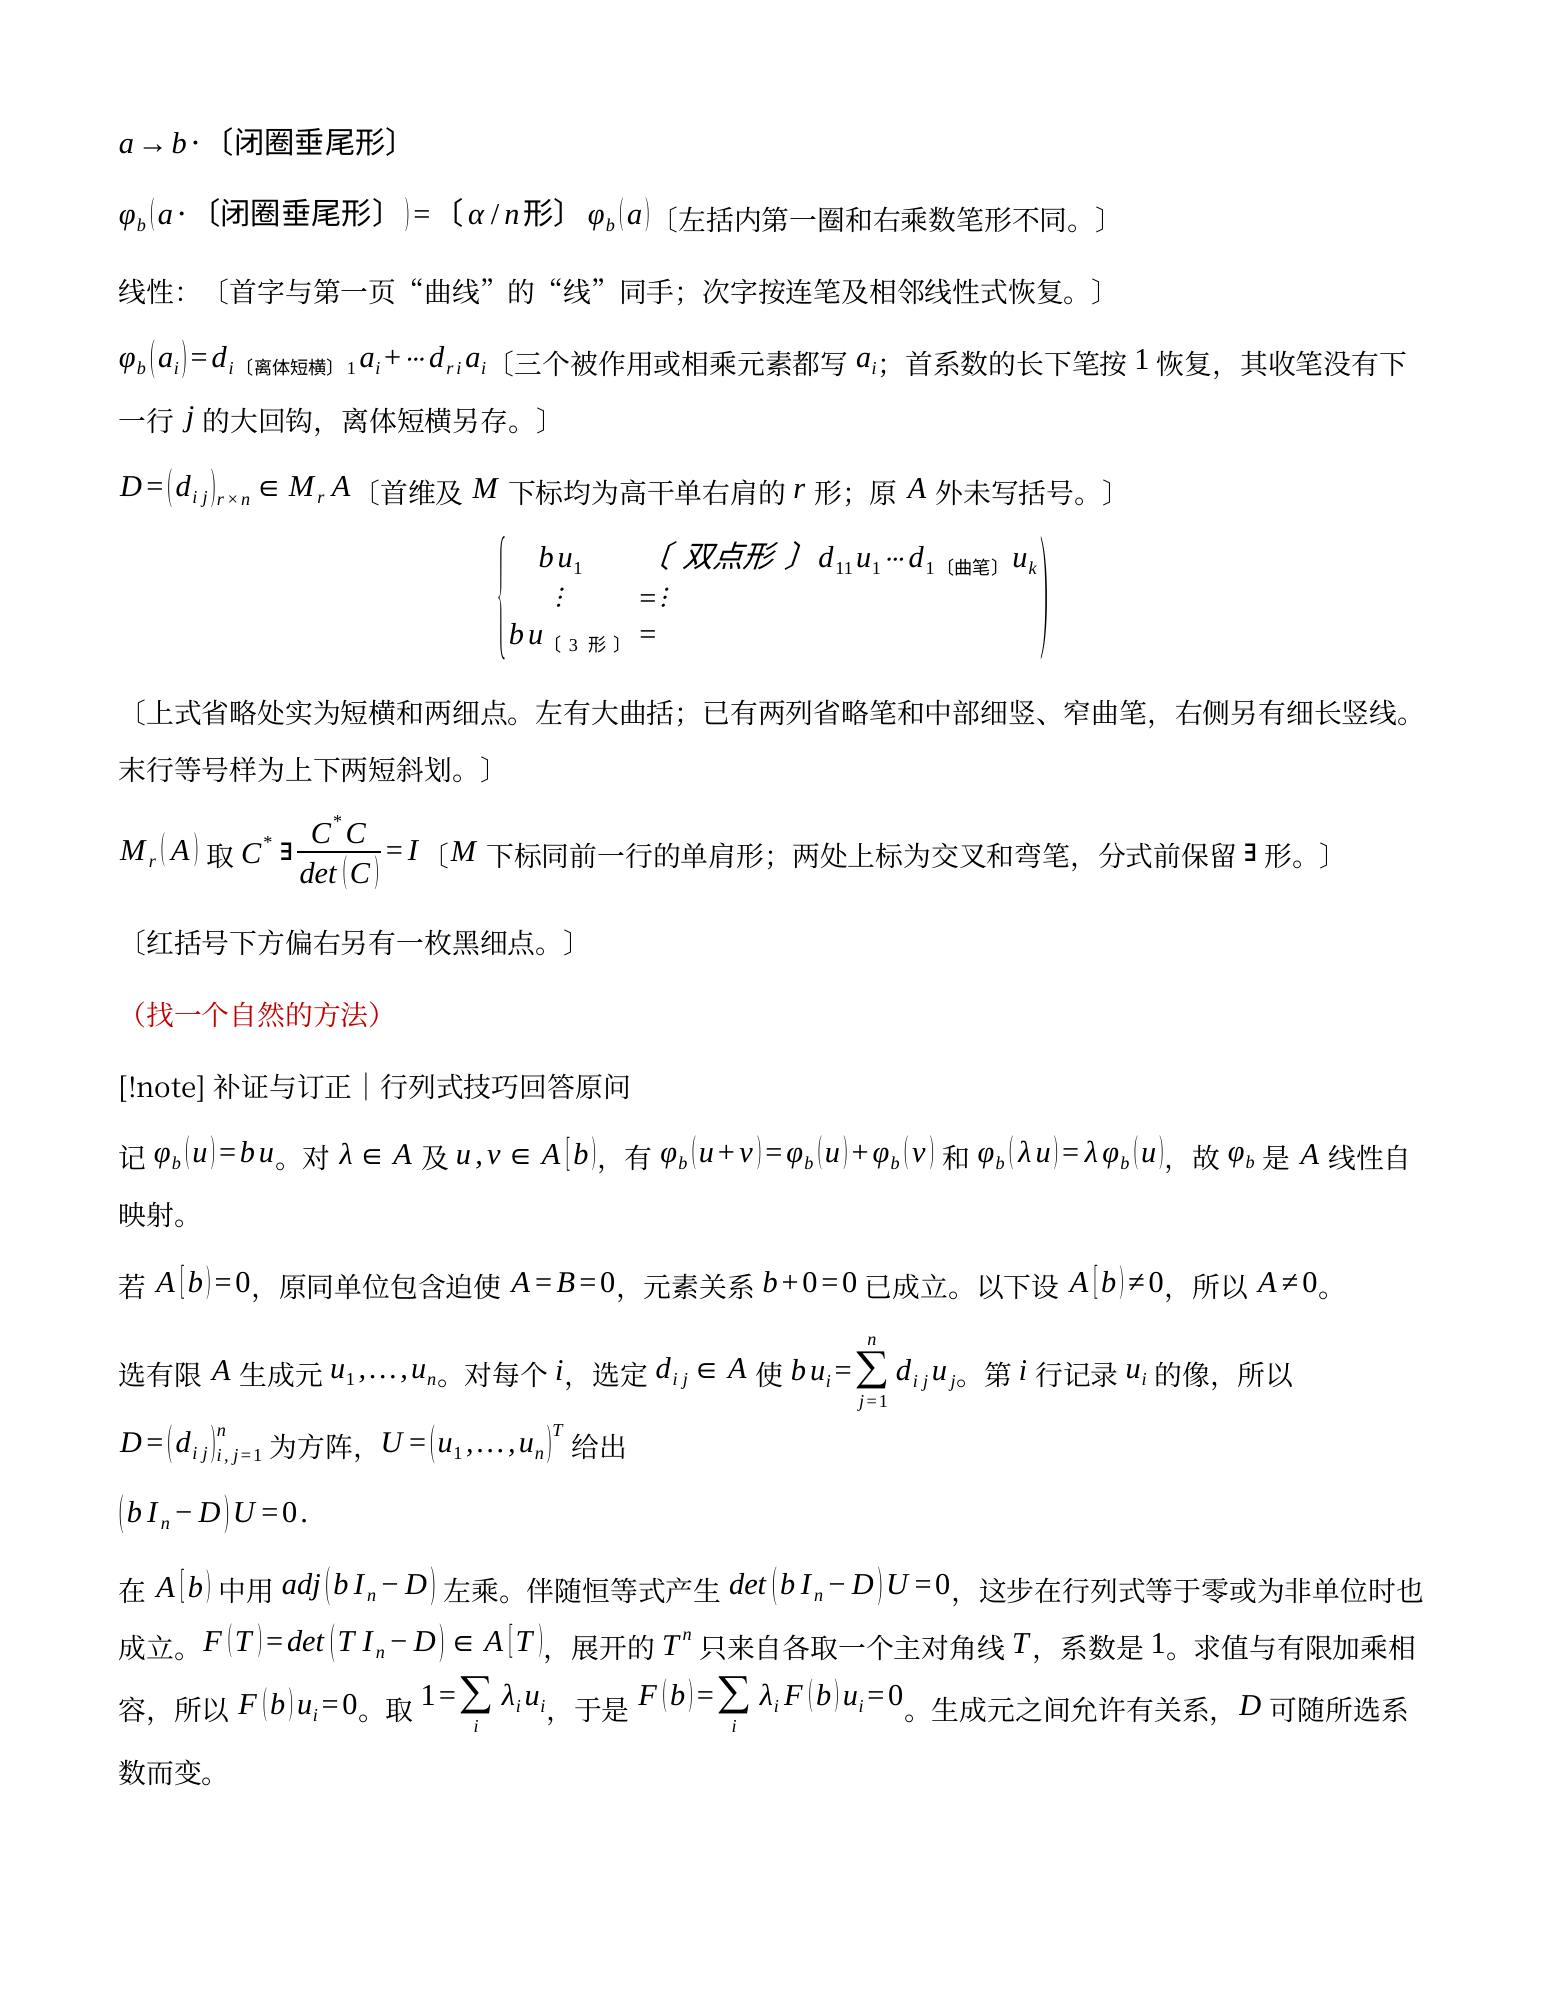 a → b · 〔闭圈垂尾形〕
φ_b(a · 〔闭圈垂尾形〕) = 〔α / n形〕 φ_b(a)〔左括内第一圈和右乘数笔形不同。〕
线性：〔首字与第一页“曲线”的“线”同手；次字按连笔及相邻线性式恢复。〕
φ_b(a_i) = d_{i〔离体短横〕1} a_i + ⋯ d_{r i} a_i〔三个被作用或相乘元素都写 a_i；首系数的长下笔按 1 恢复，其收笔没有下
一行 j 的大回钩，离体短横另存。〕
D = (d_{i j})_{r × n} ∈ M_r A〔首维及 M 下标均为高干单右肩的 r 形；原 A 外未写括号。〕
{ b u_1 〔双点形〕 d_{11} u_1 ⋯ d_{1〔曲笔〕} u_k )
⋮ = ⋮
b u_{〔3 形〕} =
〔上式省略处实为短横和两细点。左有大曲括；已有两列省略笔和中部细竖、窄曲笔，右侧另有细长竖线。
末行等号样为上下两短斜划。〕
M_r(A) 取 C^* ∃ \frac{C^* C}{det(C)} = I〔M 下标同前一行的单肩形；两处上标为交叉和弯笔，分式前保留 ∃ 形。〕
〔红括号下方偏右另有一枚黑细点。〕
（找一个自然的方法）
[!note] 补证与订正｜行列式技巧回答原问
记 φ_b(u) = b u。对 λ ∈ A 及 u , v ∈ A[b)，有 φ_b(u + v) = φ_b(u) + φ_b(v) 和 φ_b(λ u) = λ φ_b(u)，故 φ_b 是 A 线性自
映射。
若 A[b) = 0，原同单位包含迫使 A = B = 0，元素关系 b + 0 = 0 已成立。以下设 A[b) ≠ 0，所以 A ≠ 0。
选有限 A 生成元 u_1 , … , u_n。对每个 i，选定 d_{i j} ∈ A 使 b u_i = ∑_{j=1}^{n} d_{i j} u_j。第 i 行记录 u_i 的像，所以
D = (d_{i j})_{i , j=1}^{n} 为方阵，U = (u_1 , … , u_n)^T 给出
(b I_n − D) U = 0 .
在 A[b) 中用 adj(b I_n − D) 左乘。伴随恒等式产生 det(b I_n − D) U = 0，这步在行列式等于零或为非单位时也
成立。F(T) = det(T I_n − D) ∈ A[T)，展开的 T^n 只来自各取一个主对角线 T，系数是 1。求值与有限加乘相
容，所以 F(b) u_i = 0。取 1 = ∑_i λ_i u_i，于是 F(b) = ∑_i λ_i F(b) u_i = 0。生成元之间允许有关系，D 可随所选系
数而变。